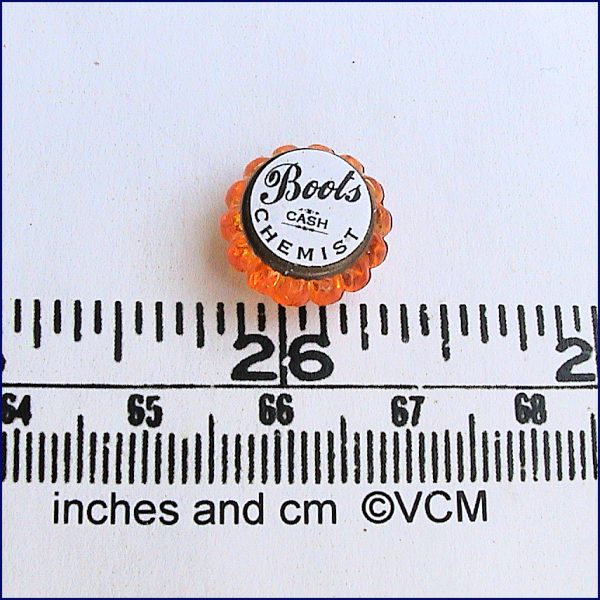 Boots
CASH
CHEMIST
26 2
64 65 66 67 68
inches and cm ©VCM